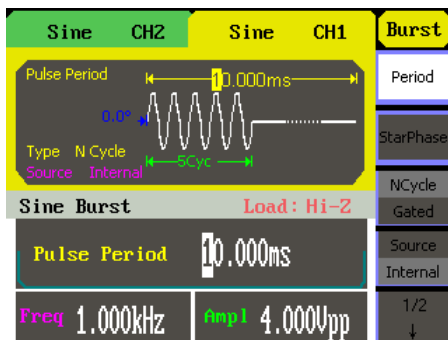 Sine CH2 Sine CH1 Burst
Pulse Period 10.000ms
0.0°
Type N Cycle
5Cyc
Source Internal
Sine Burst Load: Hi-Z
Pulse Period 10.000ms
Freq 1.000kHz Ampl 4.000Vpp
Period
StarPhase
NCycle
Gated
Source
Internal
1/2
↓